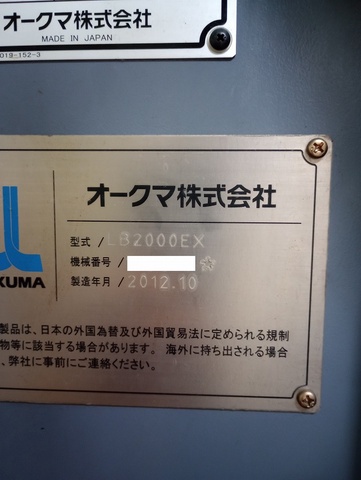 オークマ株式会社
MADE IN JAPAN
019-152-3
オークマ株式会社
型式 / LB2000EX
機械番号 / ☆
製造年月 / 2012.10
KUMA
製品は、日本の外国為替及び外国貿易法に定められる規制
物等に該当する場合があります。 海外に持ち出される場合
、弊社に事前にご連絡ください。